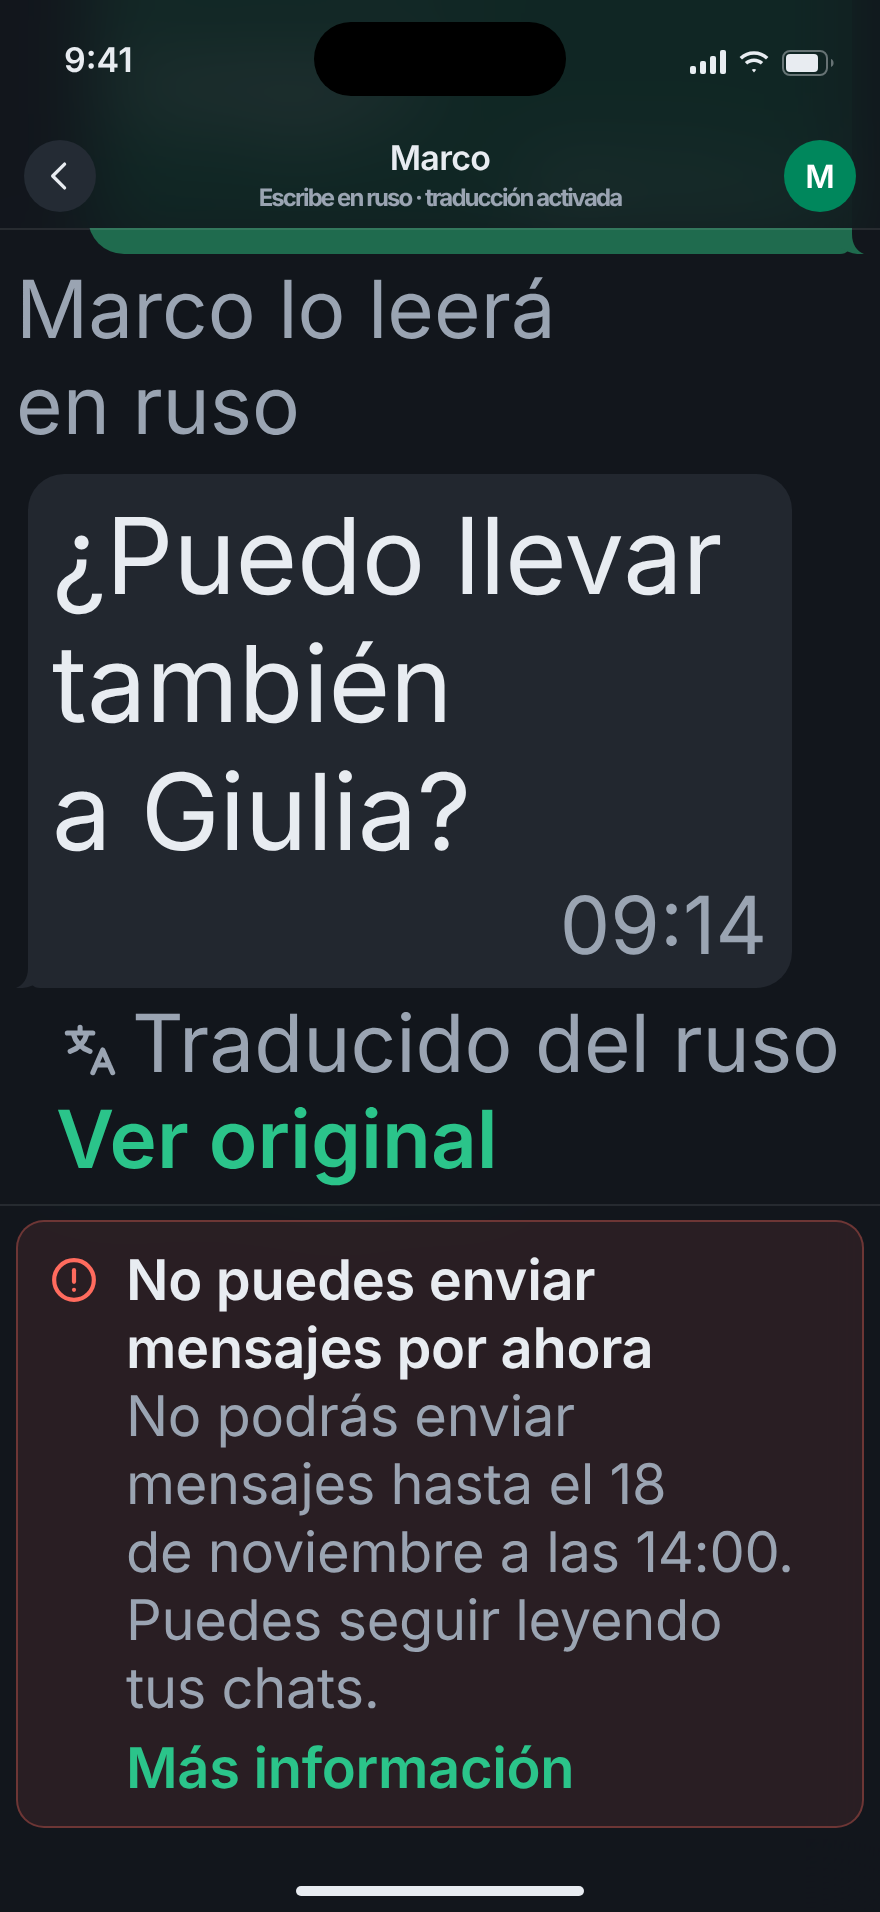 9:41
Marco
Escribe en ruso · traducción activada
M
Marco lo leerá
en ruso
¿Puedo llevar
también
a Giulia?
09:14
Traducido del ruso
Ver original
No puedes enviar
mensajes por ahora
No podrás enviar
mensajes hasta el 18
de noviembre a las 14:00.
Puedes seguir leyendo
tus chats.
Más información